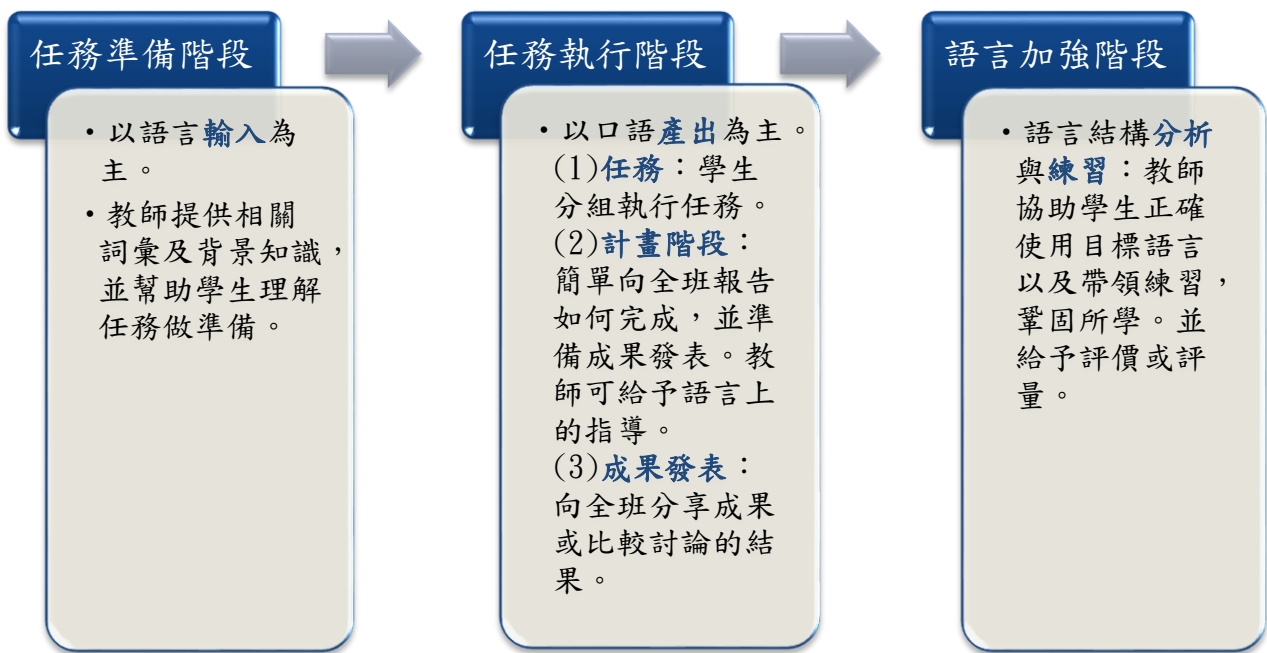 任務準備階段
• 以語言輸入為
主。
• 教師提供相關
詞彙及背景知識，
並幫助學生理解
任務做準備。
任務執行階段
• 以口語產出為主。
(1)任務：學生
分組執行任務。
(2)計畫階段：
簡單向全班報告
如何完成，並準
備成果發表。教
師可給予語言上
的指導。
(3)成果發表：
向全班分享成果
或比較討論的結
果。
語言加強階段
• 語言結構分析
與練習：教師
協助學生正確
使用目標語言
以及帶領練習，
鞏固所學。並
給予評價或評
量。